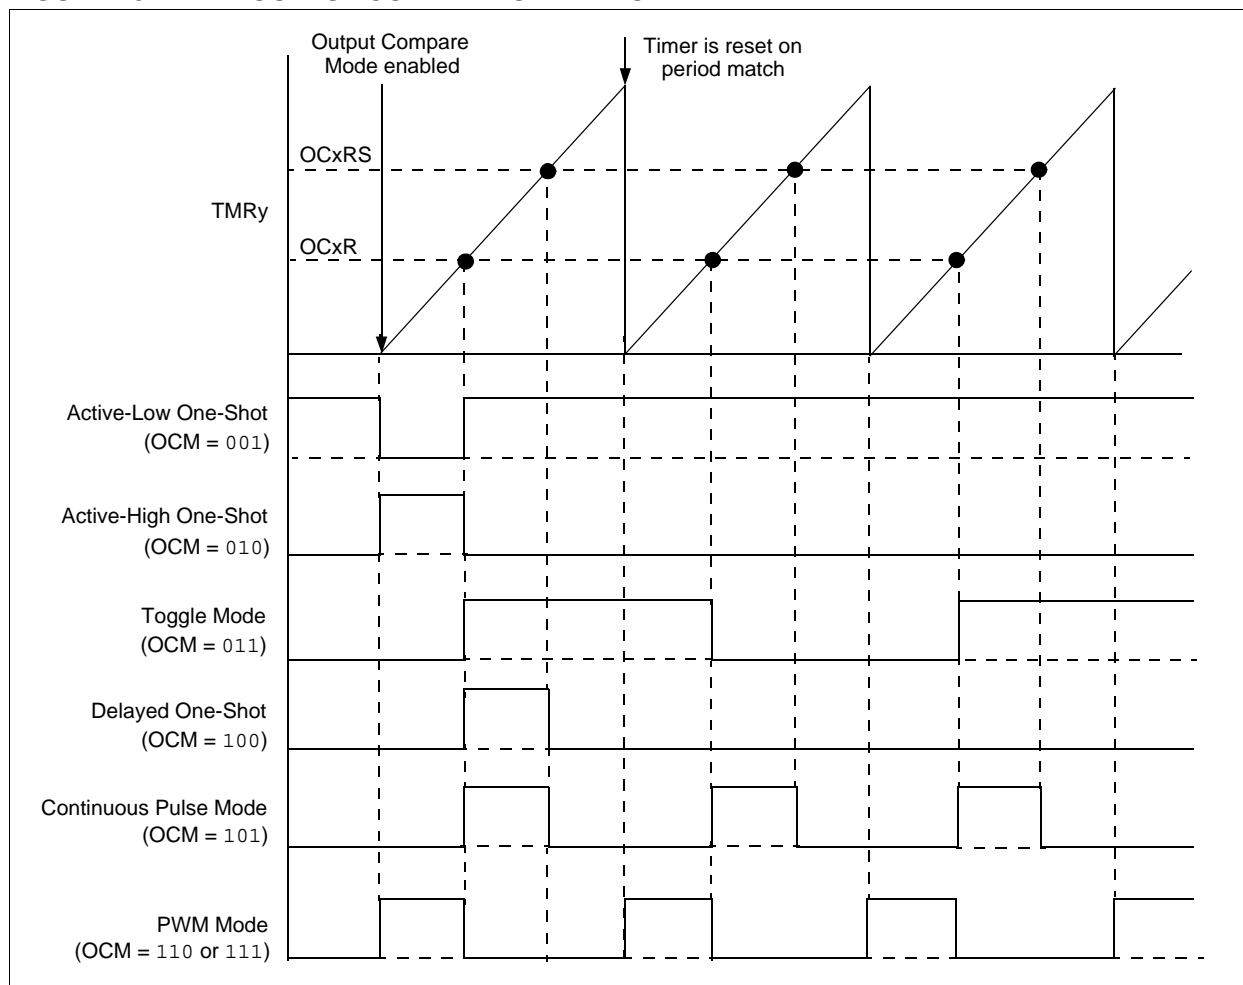 Output Compare
Mode enabled
Timer is reset on
period match
OCxRS
TMRy
OCxR
Active-Low One-Shot
(OCM = 001)
Active-High One-Shot
(OCM = 010)
Toggle Mode
(OCM = 011)
Delayed One-Shot
(OCM = 100)
Continuous Pulse Mode
(OCM = 101)
PWM Mode
(OCM = 110 or 111)